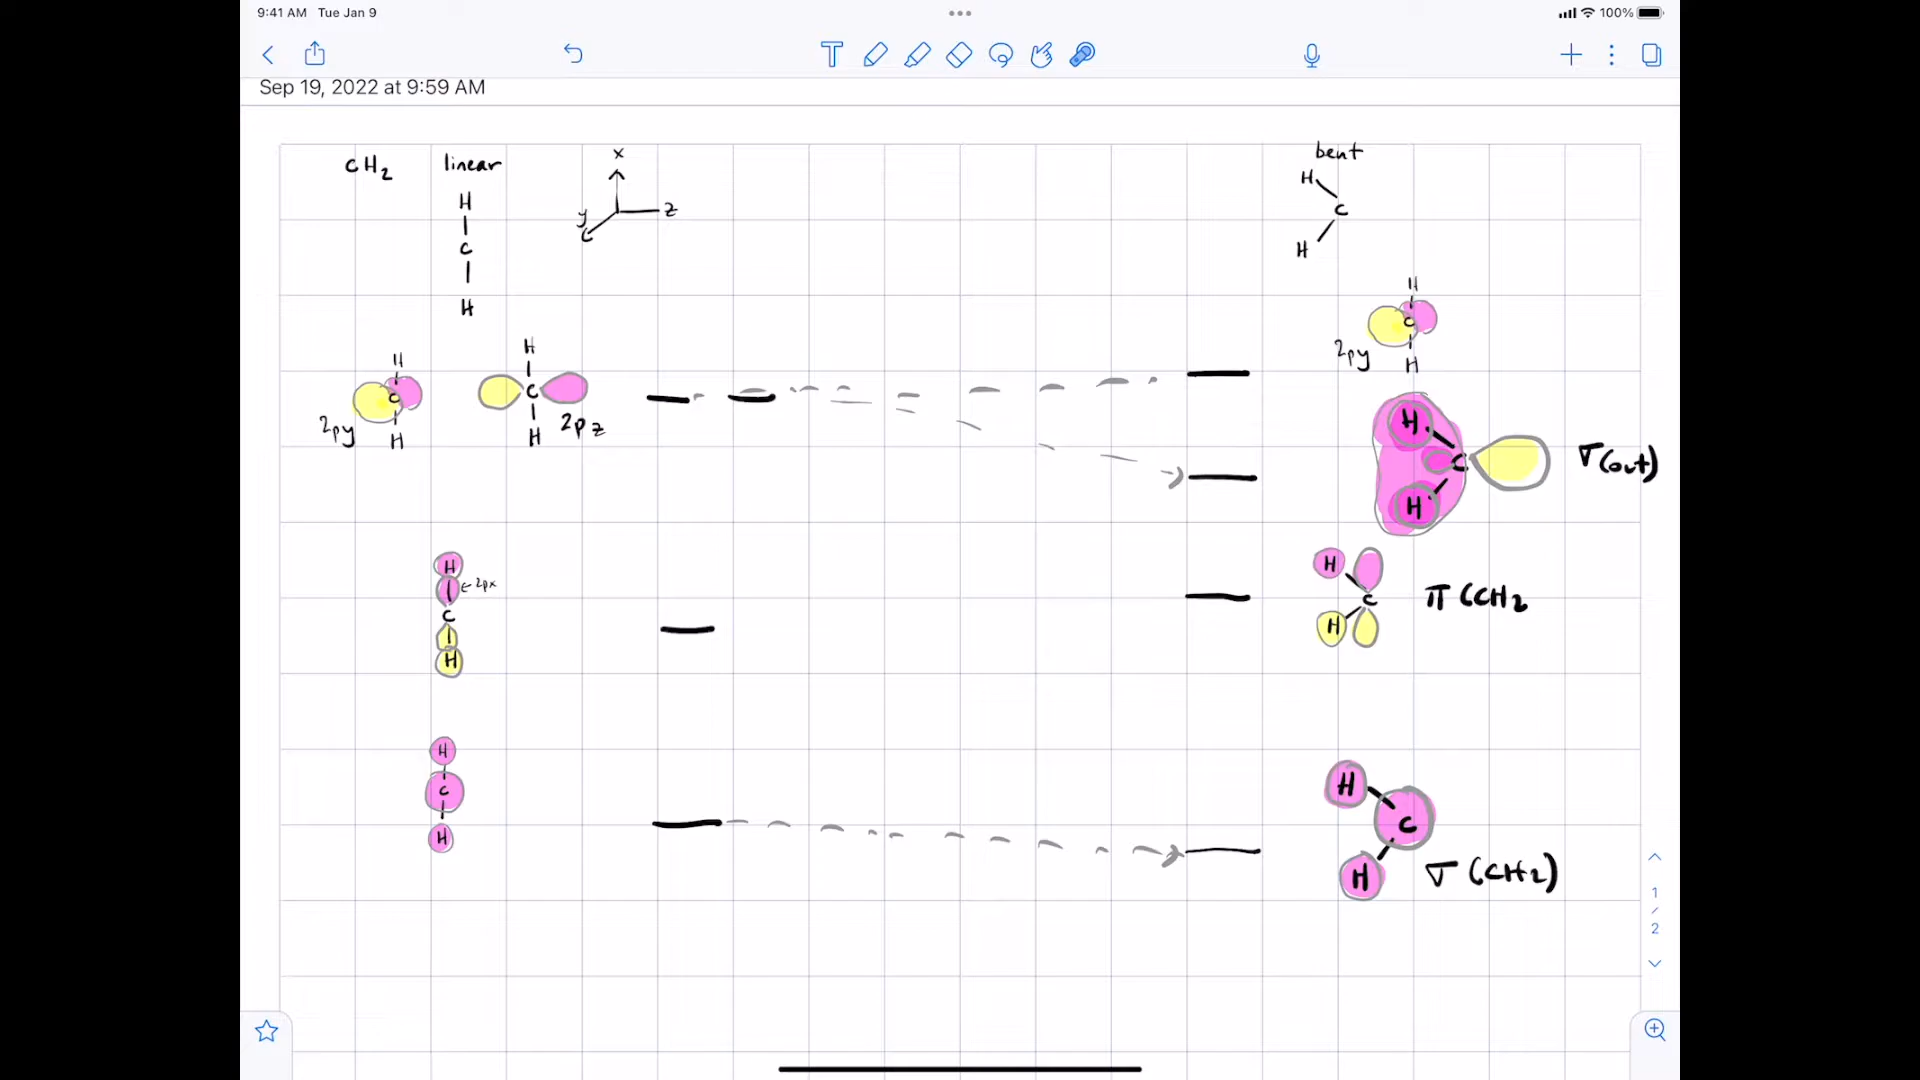 9:41 AM Tue Jan 9
100%
Sep 19, 2022 at 9:59 AM
CH2 linear
H
C
H
x
y
z
bent
H
C
H
H
C
H
2py
H
C
H
2pz
H
C
H
2py
H
C
H
σ(out)
H
←2px
C
H
H
C
H
π (CH2
H
C
H
H
C
H
σ (CH2)
1
/
2